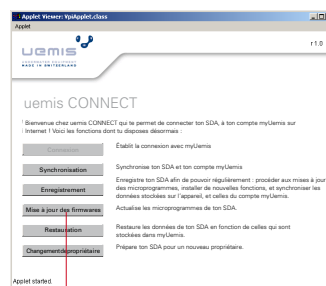 Applet Viewer: VpiApplet.class
Applet
uemis
UNDERWATER EQUIPMENT
MADE IN SWITZERLAND
r 1.0
uemis CONNECT
Bienvenue chez uemis CONNECT qui te permet de connecter ton SDA, à ton compte myUemis sur
Internet ! Voici les fonctions dont tu disposes désormais :
Connexion
Établit la connexion avec myUemis
Synchronisation
Synchronise ton SDA et ton compte myUemis
Enregistrement
Enregistre ton SDA afin de pouvoir régulièrement : procéder aux mises à jour
des microprogrammes, installer de nouvelles fonctions, et synchroniser les
données stockées sur l'appareil, et celles du compte myUemis.
Mise à jour des firmwares
Actualise les microprogrammes de ton SDA.
Restauration
Restaure les données de ton SDA en fonction de celles qui sont
stockées dans myUemis.
Changement de propriétaire
Prépare ton SDA pour un nouveau propriétaire.
Applet started.